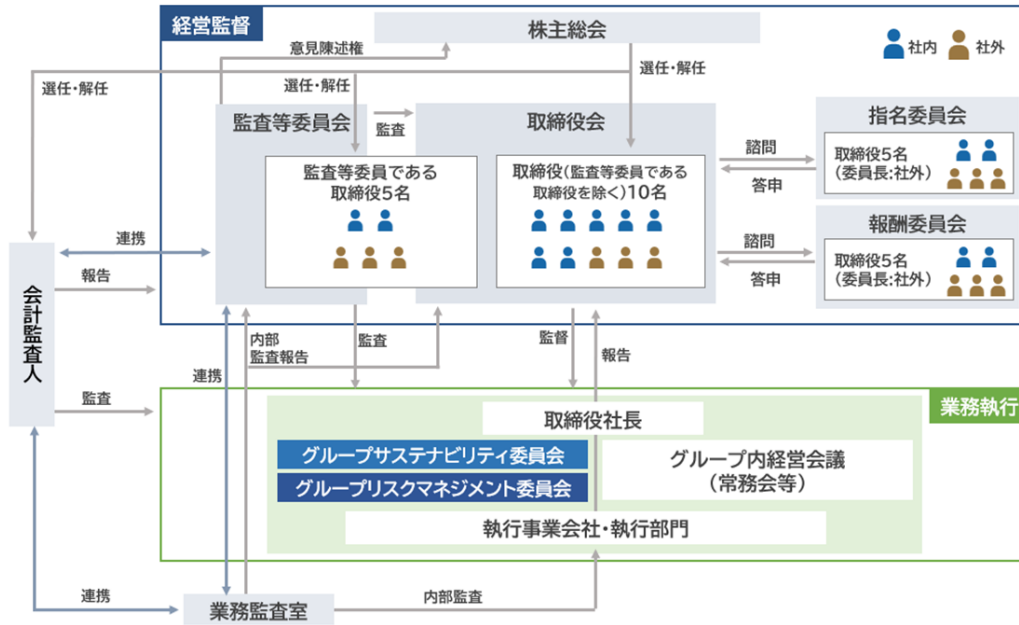 経営監督
株主総会
社内
社外
意見陳述権
選任・解任
選任・解任
選任・解任
監査等委員会
監査
取締役会
指名委員会
監査等委員である
取締役5名
取締役(監査等委員である
取締役を除く)10名
諮問
答申
取締役5名
(委員長:社外)
報酬委員会
諮問
答申
取締役5名
(委員長:社外)
連携
報告
会計監査人
内部
監査報告
監査
監督
報告
連携
監査
業務執行
取締役社長
グループサステナビリティ委員会
グループリスクマネジメント委員会
グループ内経営会議
(常務会等)
執行事業会社・執行部門
連携
業務監査室
内部監査